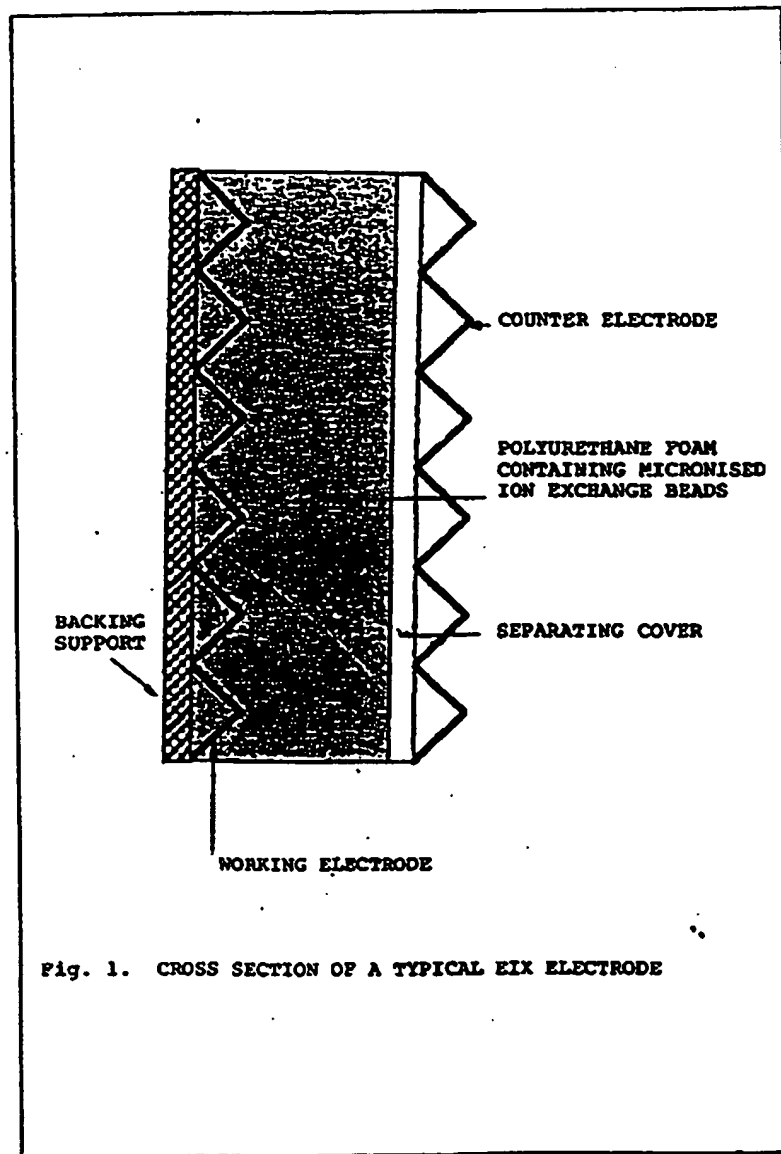 COUNTER ELECTRODE
POLYURETHANE FOAM
CONTAINING MICRONISED
ION EXCHANGE BEADS
BACKING
SUPPORT
SEPARATING COVER
WORKING ELECTRODE
Fig. 1. CROSS SECTION OF A TYPICAL EIX ELECTRODE